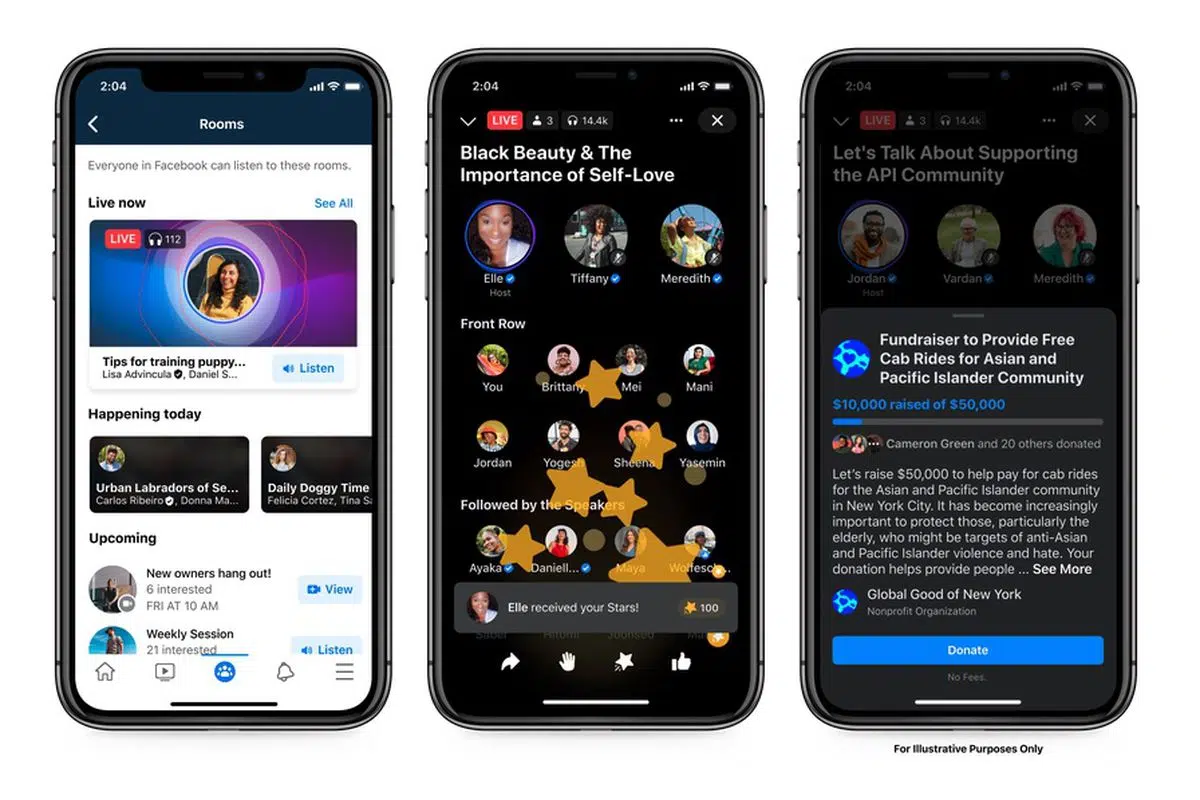 2:04
Rooms
Everyone in Facebook can listen to these rooms.
Live now
See All
LIVE
112
Tips for training puppy...
Lisa Advincula, Daniel S...
Listen
Happening today
Urban Labradors of Se...
Carlos Ribeiro, Donna Ma...
Daily Doggy Time
Felicia Cortez, Tina Sa
Upcoming
New owners hang out!
6 interested
FRI AT 10 AM
View
Weekly Session
21 interested
Listen
2:04
LIVE
3
14.4k
Black Beauty & The
Importance of Self-Love
Elle
Host
Tiffany
Meredith
Front Row
You
Brittany
Mei
Mani
Jordan
Yogesh
Sheena
Yasemin
Followed by the Speakers
Ayaka
Daniell...
Maya
Wolfesc...
Elle received your Stars!
100
Saber
Hitomi
Joonseo
2:04
LIVE
3
14.4k
Let's Talk About Supporting
the API Community
Jordan
Host
Vardan
Meredith
Fundraiser to Provide Free
Cab Rides for Asian and
Pacific Islander Community
$10,000 raised of $50,000
Cameron Green and 20 others donated
Let's raise $50,000 to help pay for cab rides
for the Asian and Pacific Islander community
in New York City. It has become increasingly
important to protect those, particularly the
elderly, who might be targets of anti-Asian
and Pacific Islander violence and hate. Your
donation helps provide people ... See More
Global Good of New York
Nonprofit Organization
Donate
No Fees.
For Illustrative Purposes Only